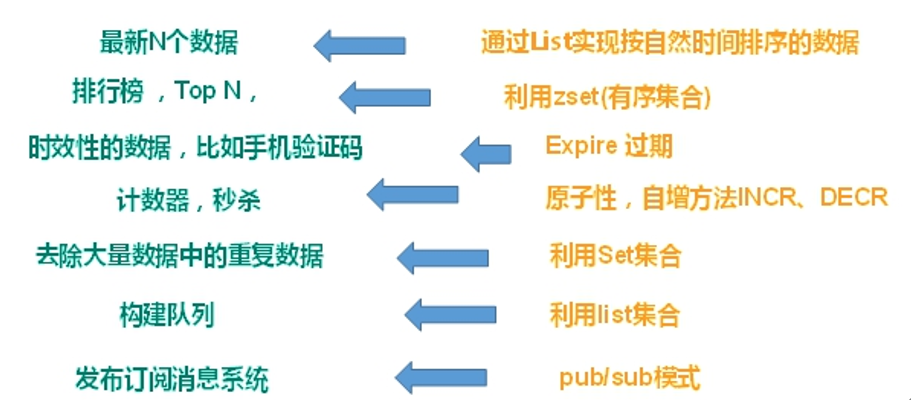 最新N个数据 通过List实现按自然时间排序的数据
排行榜，Top N， 利用zset(有序集合)
时效性的数据，比如手机验证码 Expire 过期
计数器，秒杀 原子性，自增方法INCR、DECR
去除大量数据中的重复数据 利用Set集合
构建队列 利用list集合
发布订阅消息系统 pub/sub模式